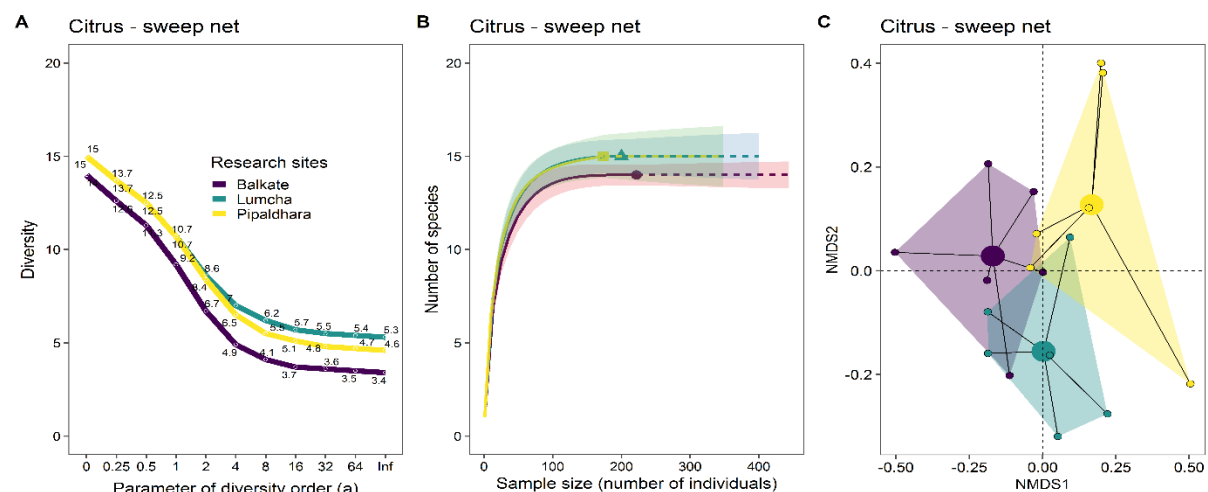 A
Citrus - sweep net
20
15
10
5
0
Diversity
15
13.7
13.7
12.5
12.5
10.7
10.7
9.2
8.6
8.4
6.7
7
6.5
4.9
6.2
4.1
5.7
5.1
3.7
5.5
4.8
3.6
5.4
4.7
3.5
5.3
4.6
3.4
Research sites
Balkate
Lumcha
Pipaldhara
0 0.25 0.5 1 2 4 8 16 32 64 Inf
Parameter of diversity order (a)
B
Citrus - sweep net
20
15
10
5
0
Number of species
0 100 200 300 400
Sample size (number of individuals)
C
Citrus - sweep net
0.4
0.2
0.0
-0.2
NMDS2
-0.50 -0.25 0.00 0.25 0.50
NMDS1